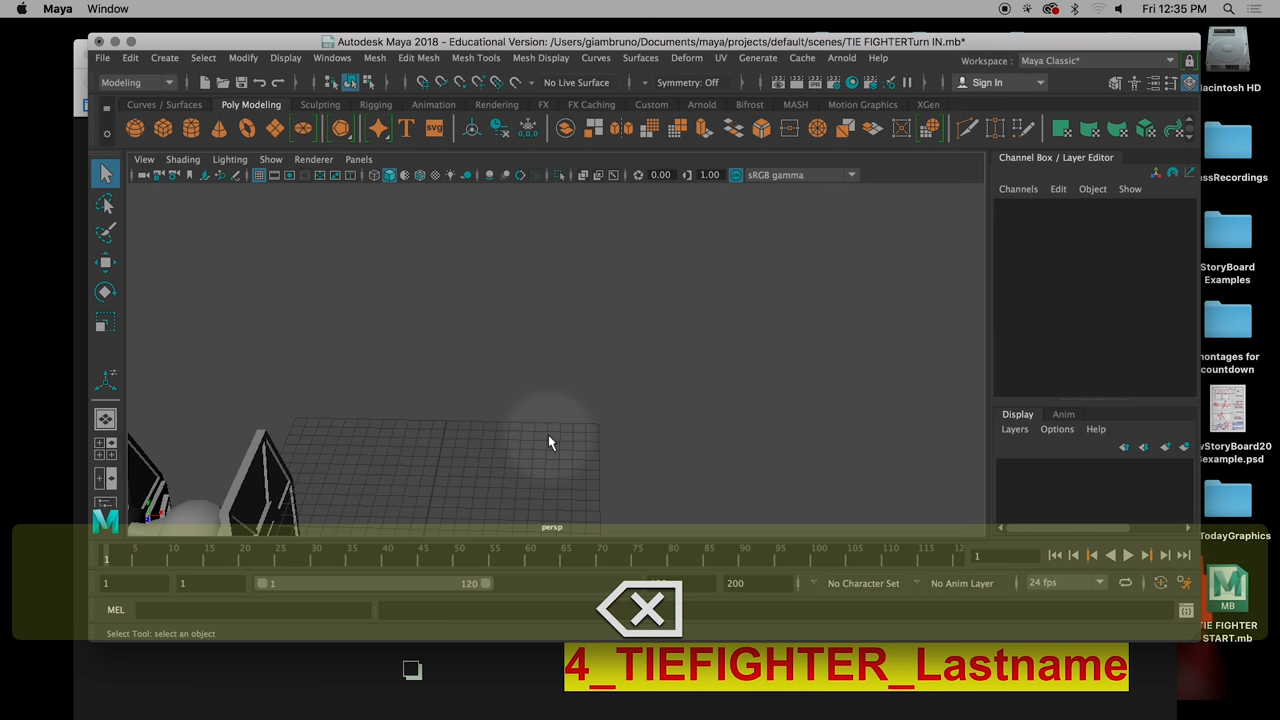 Maya Window Fri 12:35 PM
Autodesk Maya 2018 - Educational Version: /Users/giambruno/Documents/maya/projects/default/scenes/TIE FIGHTERTurn IN.mb*
File Edit Create Select Modify Display Windows Mesh Edit Mesh Mesh Tools Mesh Display Curves Surfaces Deform UV Generate Cache Arnold Help Workspace : Maya Classic*
Modeling No Live Surface Symmetry: Off Sign In
Curves / Surfaces Poly Modeling Sculpting Rigging Animation Rendering FX FX Caching Custom Arnold Bifrost MASH Motion Graphics XGen
T svg 0,0,0
View Shading Lighting Show Renderer Panels
0.00 1.00 sRGB gamma
Channel Box / Layer Editor
Channels Edit Object Show
Display Anim
Layers Options Help
persp
1 5 10 15 20 25 30 35 40 45 50 55 60 65 70 75 80 85 90 95 100 105 110 115 12 1
1 1 1 120 200 No Character Set No Anim Layer 24 fps
MEL
Select Tool: select an object
4_TIEFIGHTER_Lastname
Macintosh HD
ssRecordings
StoryBoard
Examples
montages for
countdown
wStoryBoard20
example.psd
TodayGraphics
MB
TIE FIGHTER
START.mb